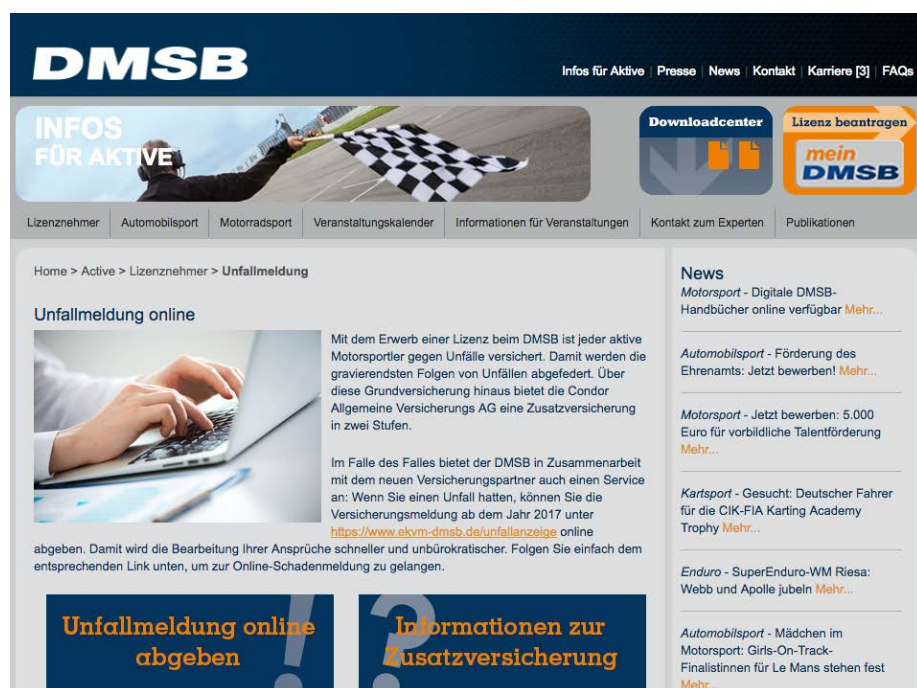 DMSB
Infos für Aktive | Presse | News | Kontakt | Karriere [3] | FAQs
INFOS
FÜR AKTIVE
Downloadcenter
Lizenz beantragen
mein
DMSB
Lizenznehmer | Automobilsport | Motorradsport | Veranstaltungskalender | Informationen für Veranstaltungen | Kontakt zum Experten | Publikationen
Home > Active > Lizenznehmer > Unfallmeldung
Unfallmeldung online
Mit dem Erwerb einer Lizenz beim DMSB ist jeder aktive
Motorsportler gegen Unfälle versichert. Damit werden die
gravierendsten Folgen von Unfällen abgefedert. Über
diese Grundversicherung hinaus bietet die Condor
Allgemeine Versicherungs AG eine Zusatzversicherung
in zwei Stufen.
Im Falle des Falles bietet der DMSB in Zusammenarbeit
mit dem neuen Versicherungspartner auch einen Service
an: Wenn Sie einen Unfall hatten, können Sie die
Versicherungsmeldung ab dem Jahr 2017 unter
https://www.ekvm-dmsb.de/unfallanzeige online
abgeben. Damit wird die Bearbeitung Ihrer Ansprüche schneller und unbürokratischer. Folgen Sie einfach dem
entsprechenden Link unten, um zur Online-Schadenmeldung zu gelangen.
!
Unfallmeldung online
abgeben
?
Informationen zur
Zusatzversicherung
News
Motorsport - Digitale DMSB-
Handbücher online verfügbar Mehr...
Automobilsport - Förderung des
Ehrenamts: Jetzt bewerben! Mehr...
Motorsport - Jetzt bewerben: 5.000
Euro für vorbildliche Talentförderung
Mehr...
Kartsport - Gesucht: Deutscher Fahrer
für die CIK-FIA Karting Academy
Trophy Mehr...
Enduro - SuperEnduro-WM Riesa:
Webb und Apolle jubeln Mehr...
Automobilsport - Mädchen im
Motorsport: Girls-On-Track-
Finalistinnen für Le Mans stehen fest
Mehr...